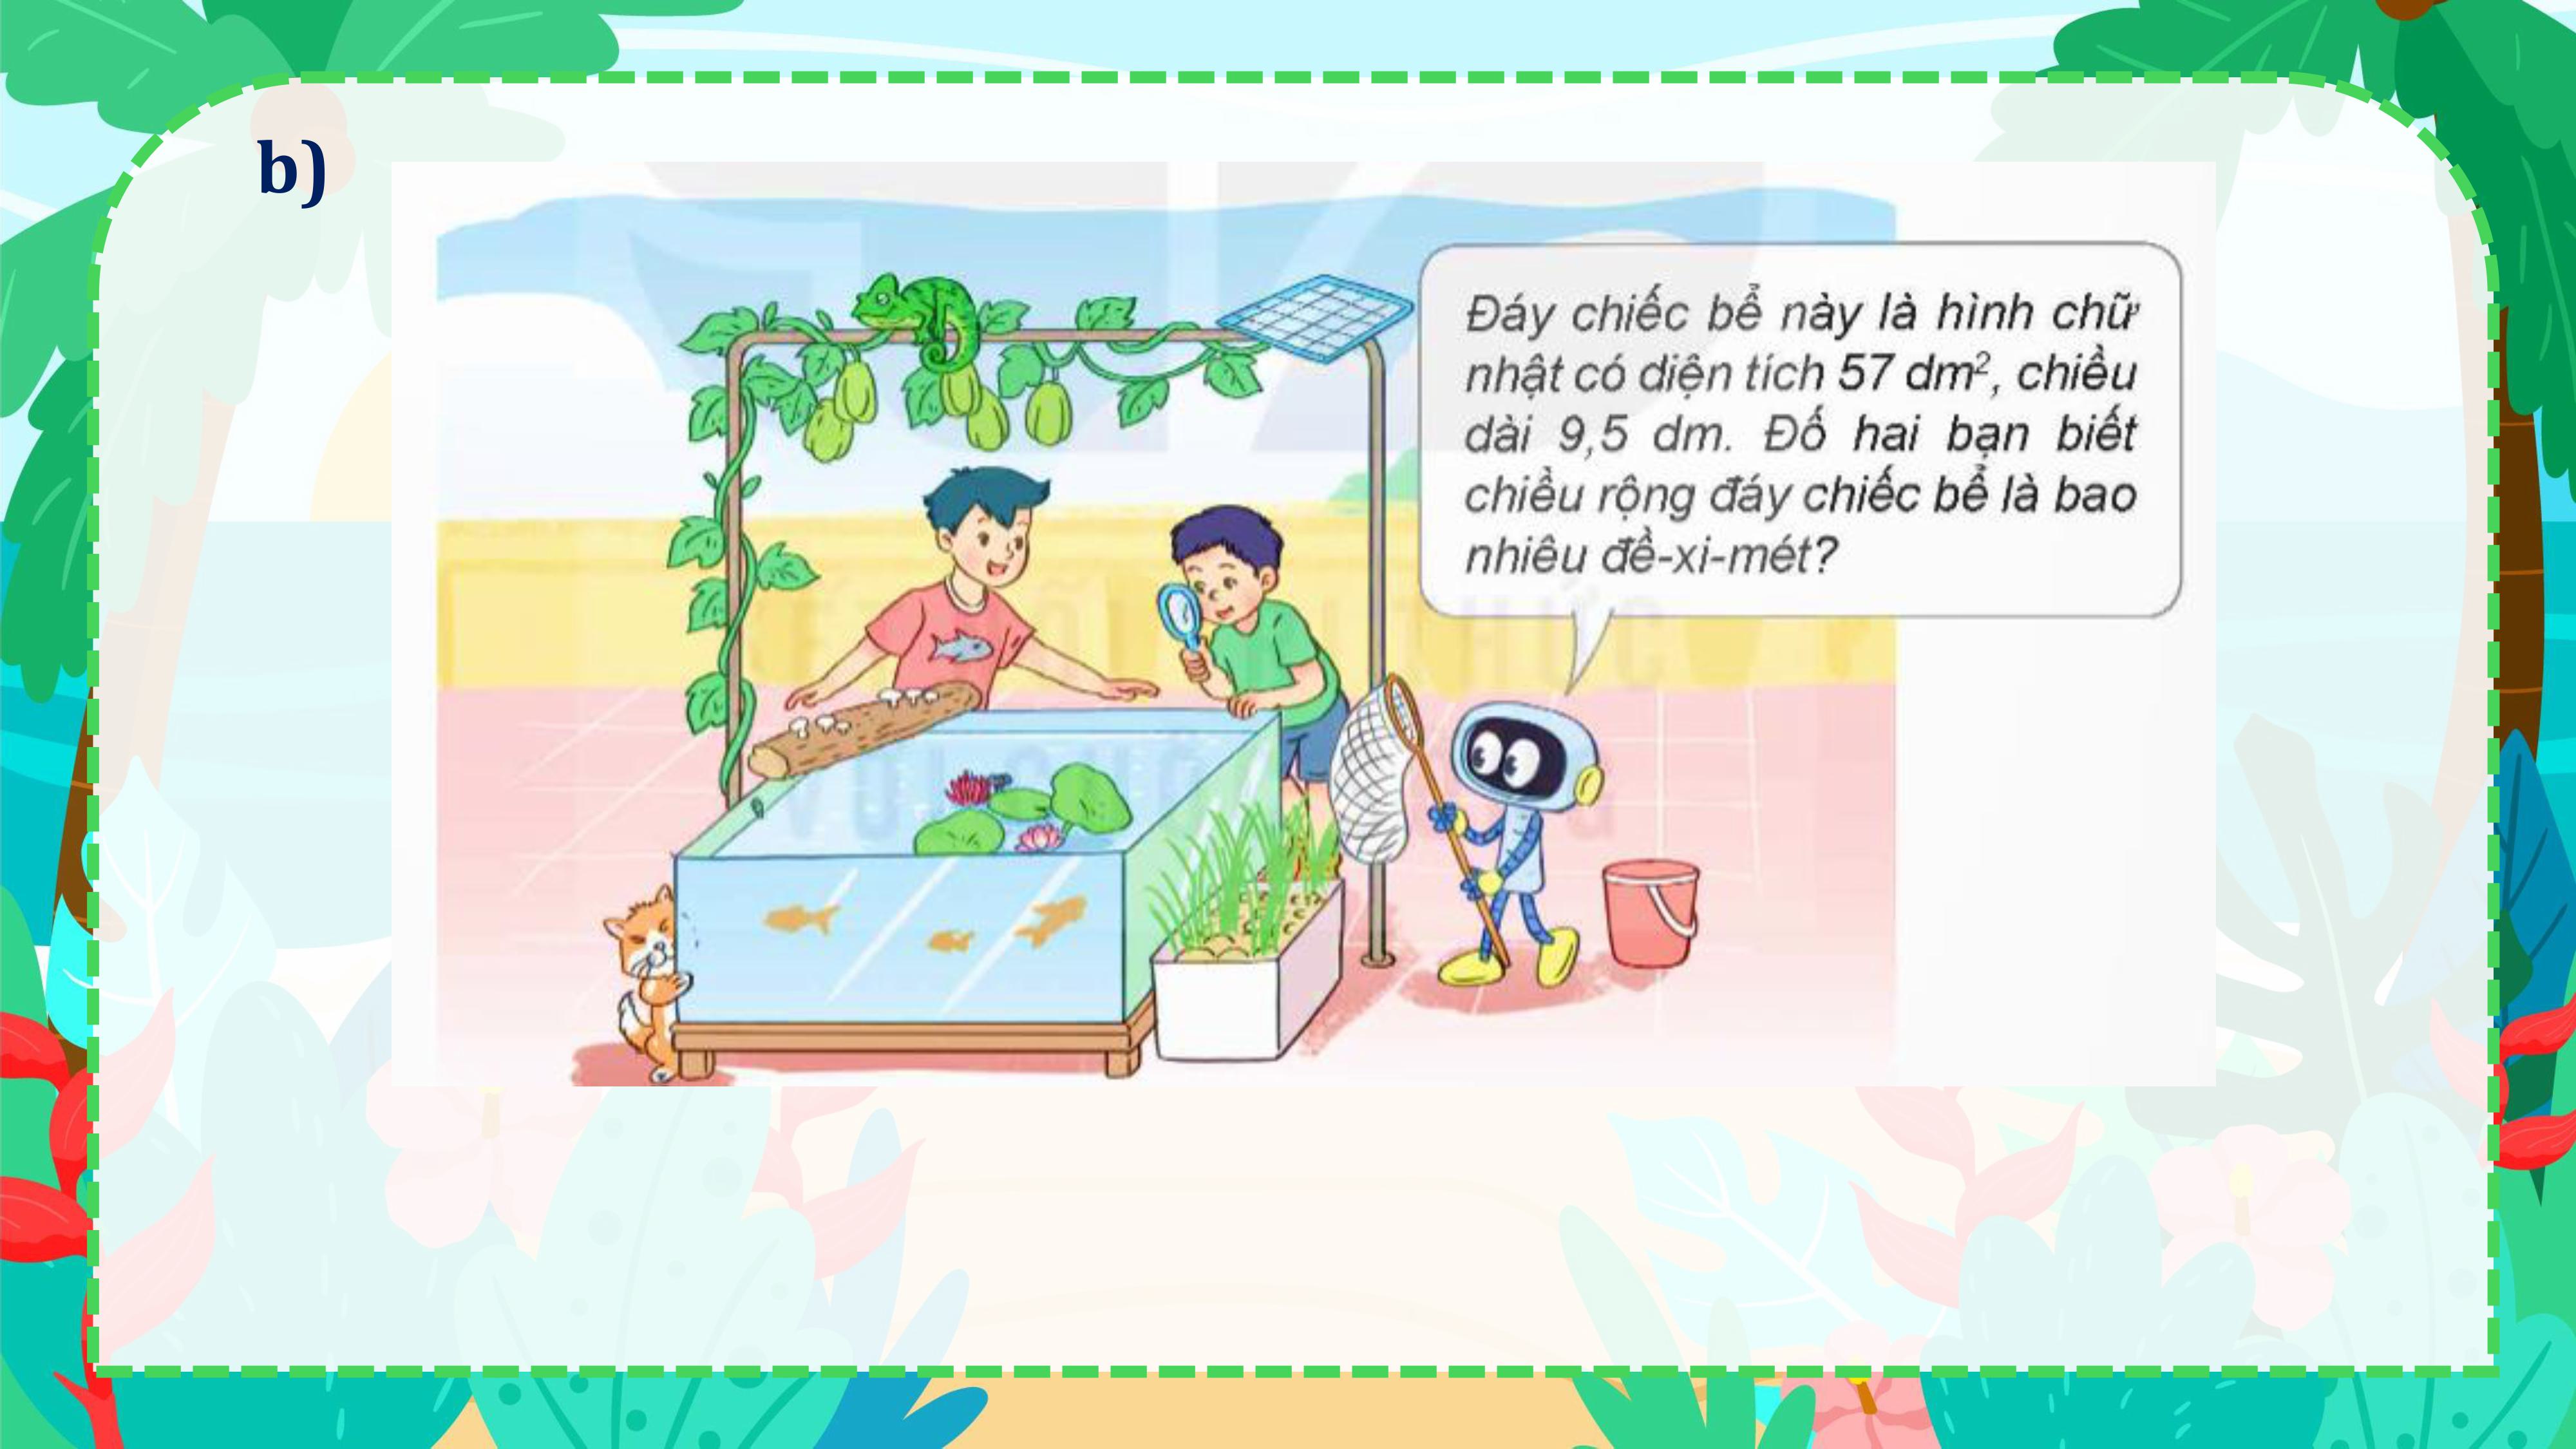 b)
Đáy chiếc bể này là hình chữ
nhật có diện tích 57 dm², chiều
dài 9,5 dm. Đố hai bạn biết
chiều rộng đáy chiếc bể là bao
nhiêu đề-xi-mét?